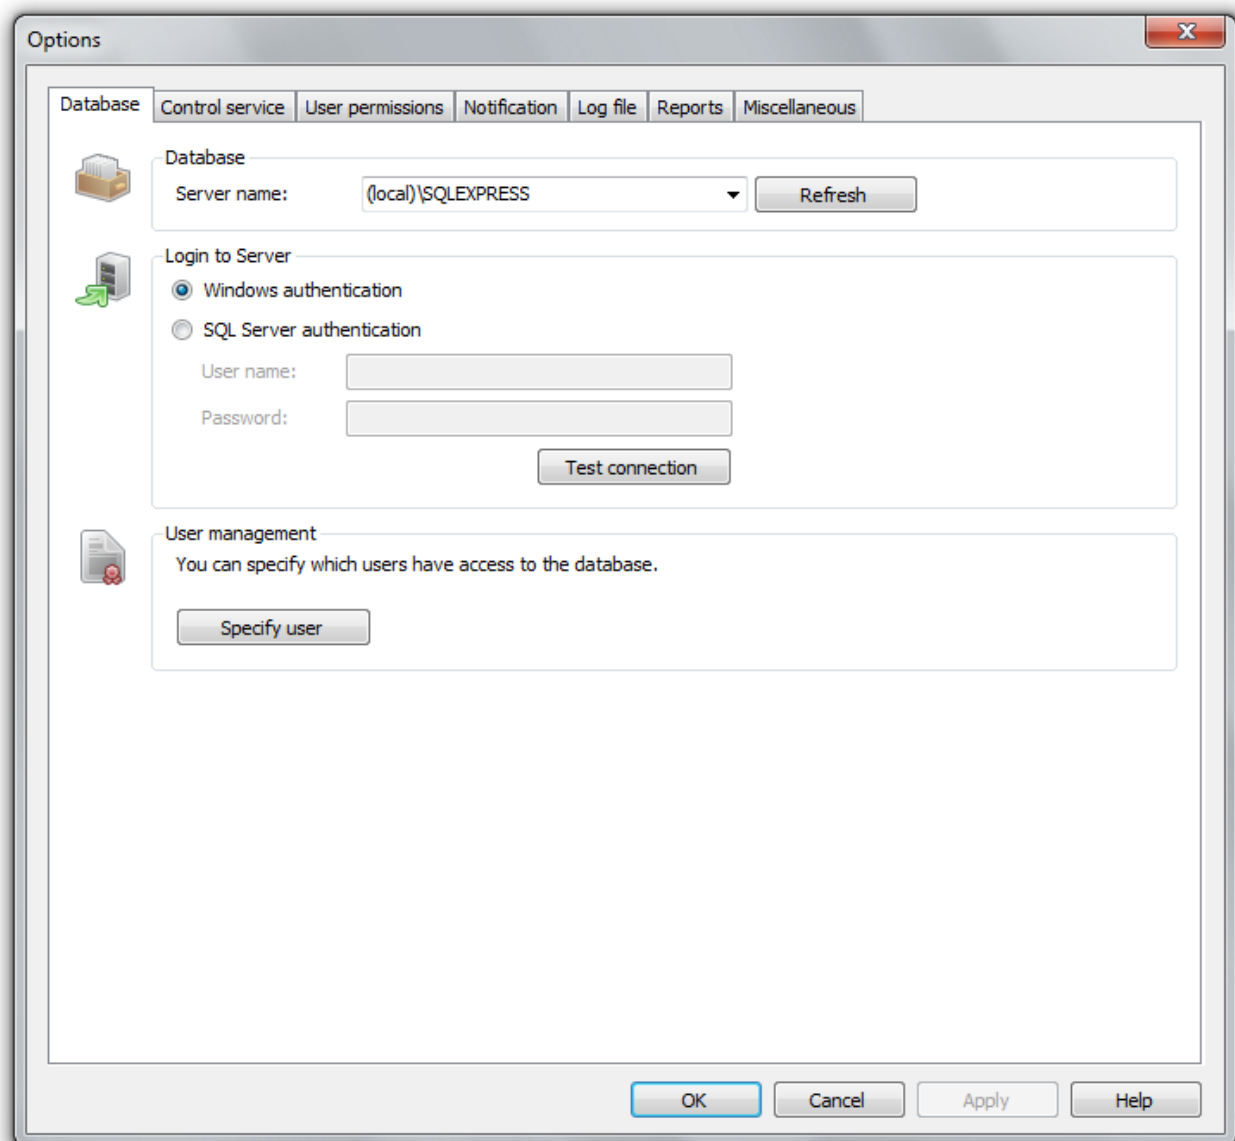 Options
Database Control service User permissions Notification Log file Reports Miscellaneous
Database
Server name: (local)\SQLEXPRESS Refresh
Login to Server
Windows authentication
SQL Server authentication
User name:
Password:
Test connection
User management
You can specify which users have access to the database.
Specify user
OK Cancel Apply Help